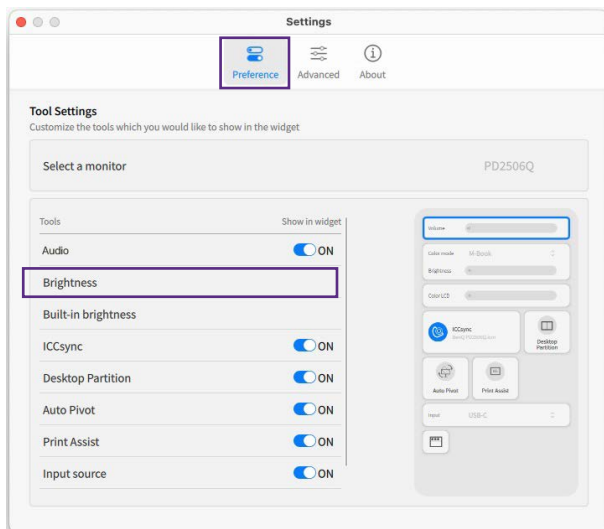 Settings
Preference Advanced About
Tool Settings
Customize the tools which you would like to show in the widget
Select a monitor PD2506Q
Tools Show in widget
Audio ON
Brightness
Built-in brightness
ICCsync ON
Desktop Partition ON
Auto Pivot ON
Print Assist ON
Input source ON
Volume
Color mode M-Book
Brightness
Color LCD
ICCsync
Desktop
Partition
Auto Pivot Print Assist
Input USB-C